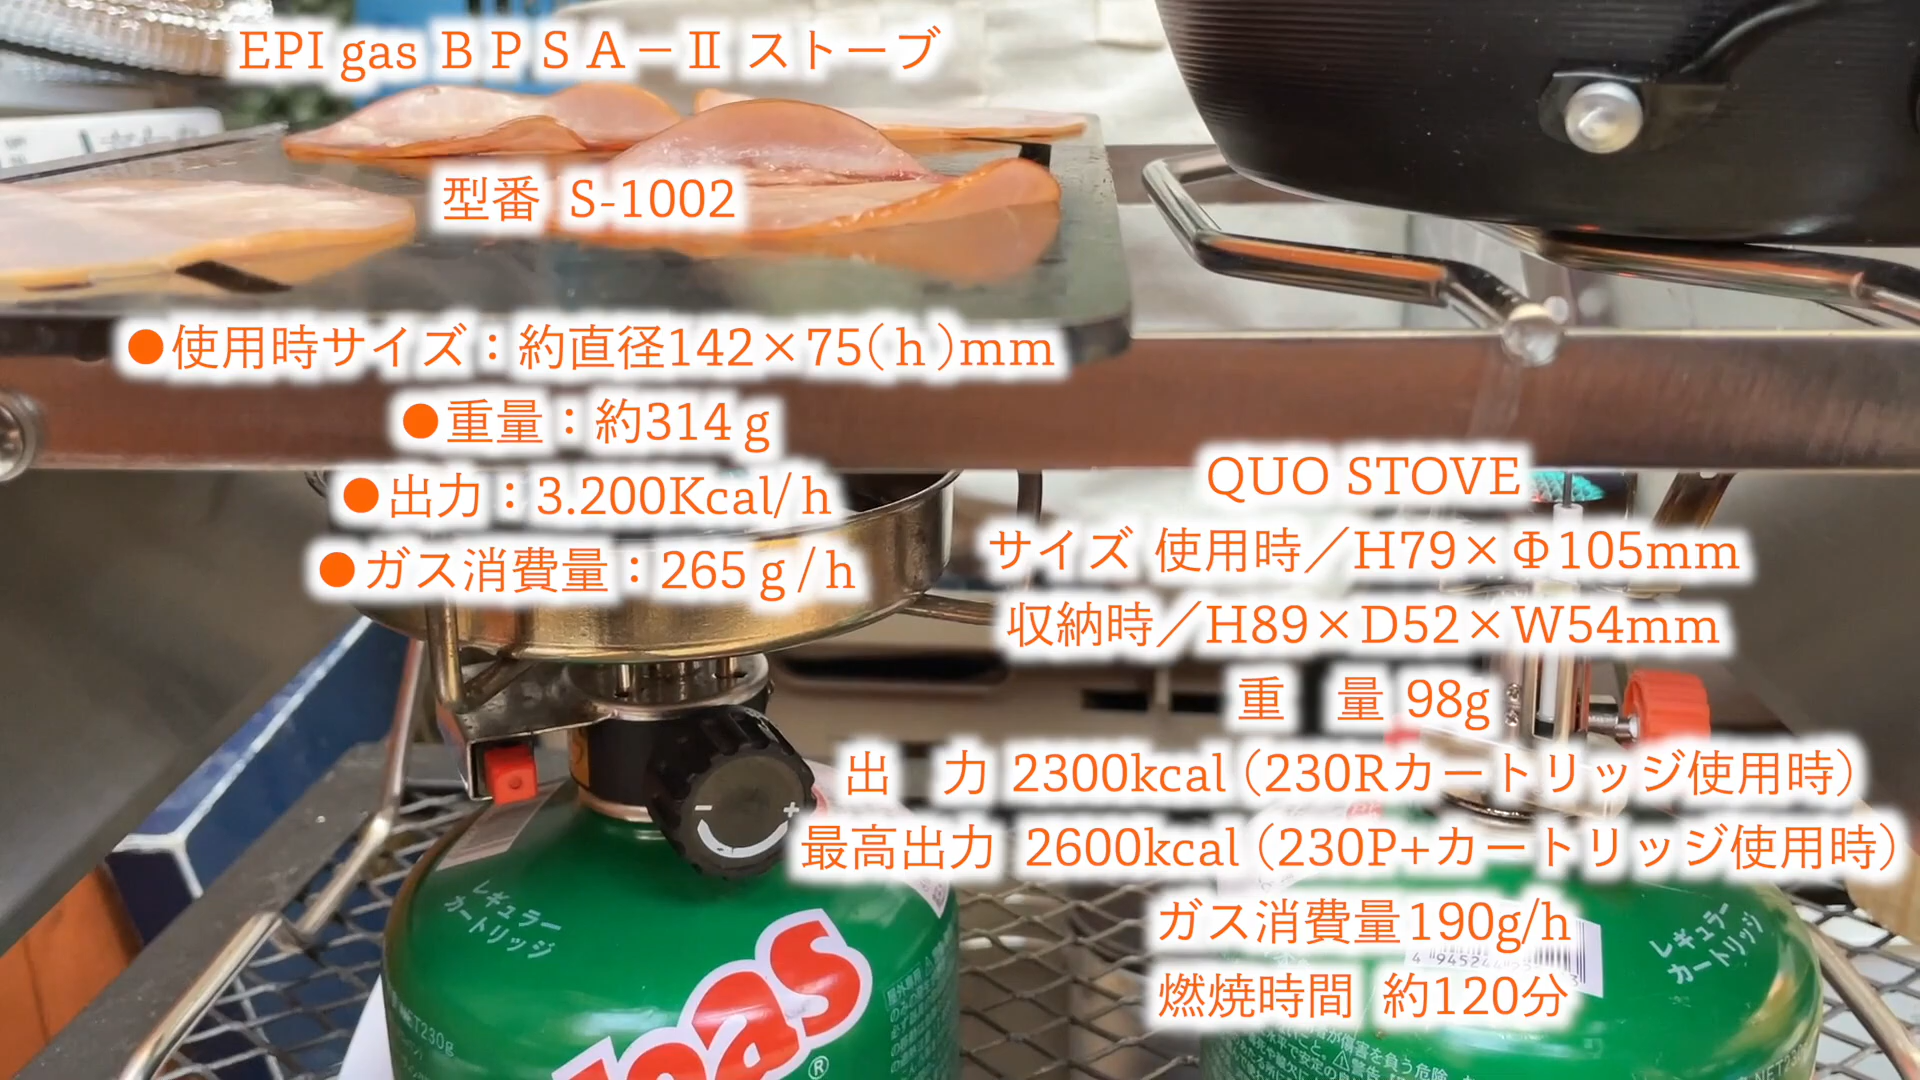 EPI gas ＢＰＳＡ－Ⅱ ストーブ
型番 S-1002
●使用時サイズ：約直径142×75（ｈ）mm
●重量：約314ｇ
●出力：3.200Kcal/ｈ
●ガス消費量：265ｇ/ｈ
QUO STOVE
サイズ 使用時／H79×Φ105mm
収納時／H89×D52×W54mm
重　量 98g
出　力 2300kcal（230Rカートリッジ使用時）
最高出力 2600kcal（230P+カートリッジ使用時）
ガス消費量190g/h
燃焼時間 約120分
レギュラー
カートリッジ
gas
®
NET230g
レギュラー
カートリッジ